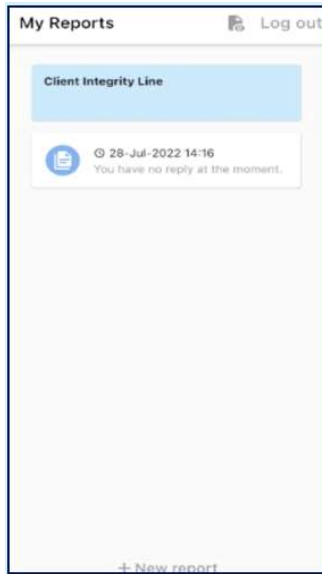 My Reports Log out
Client Integrity Line
28-Jul-2022 14:16
You have no reply at the moment.
+ New report